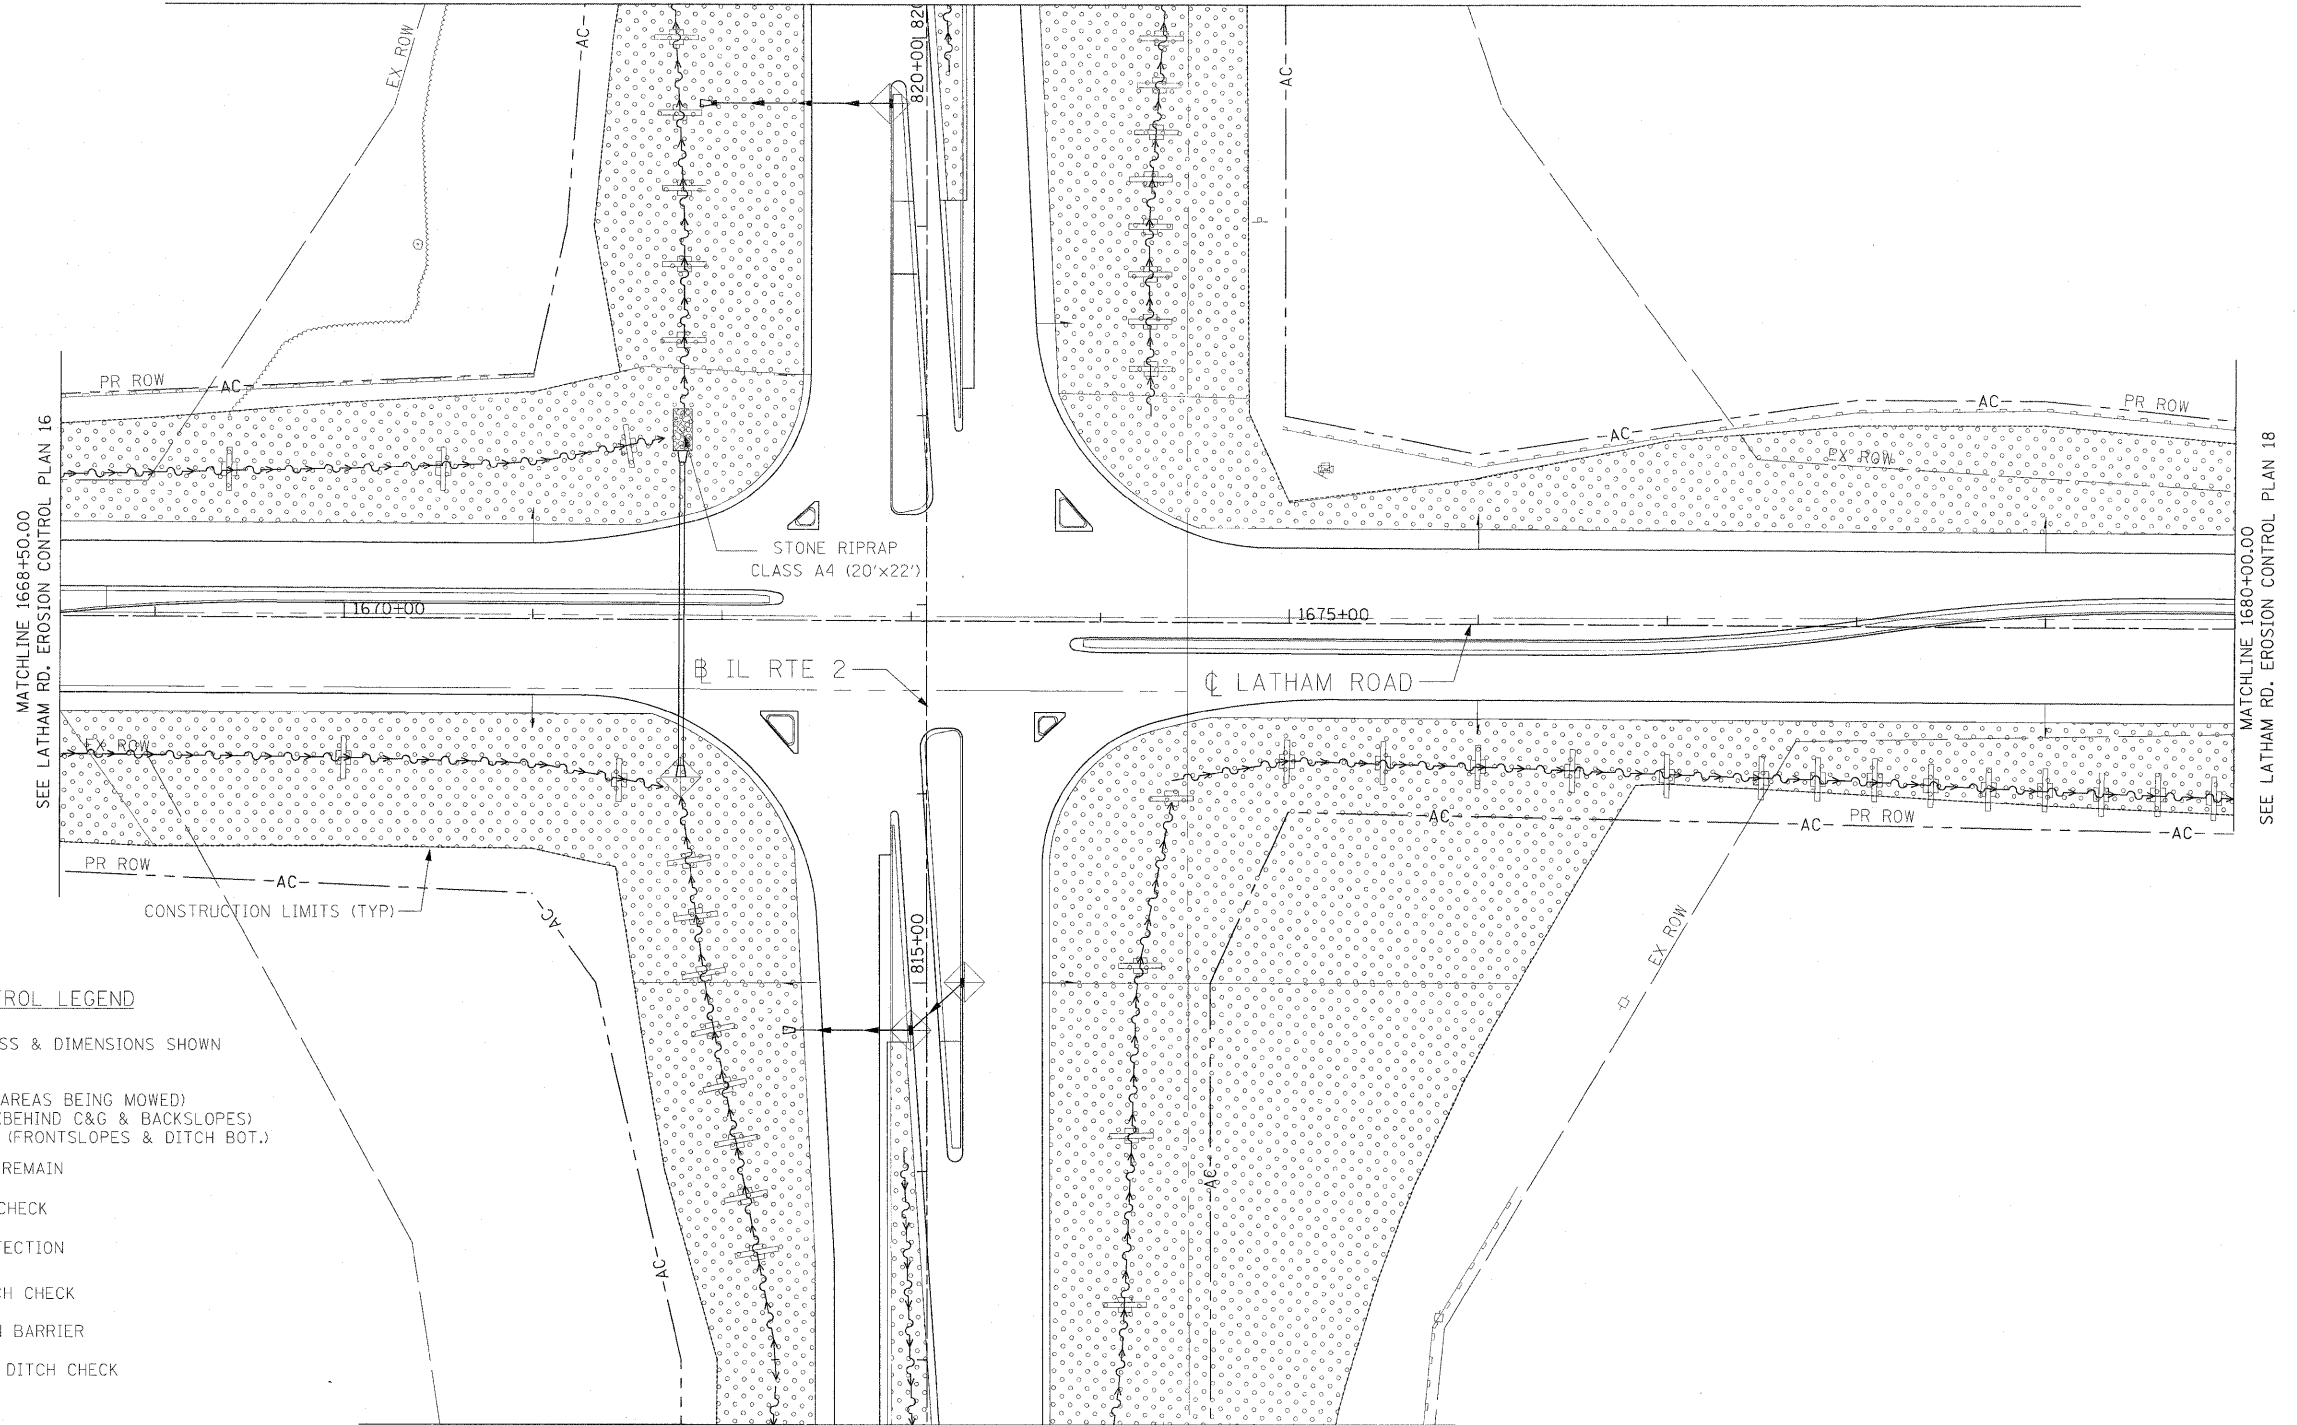 820+00
820
EX ROW
-AC-
-AC-
PR ROW
-AC-
-AC-
PR ROW
-AC-
EX ROW
MATCHLINE 1668+50.00
SEE LATHAM RD. EROSION CONTROL PLAN 16
MATCHLINE 1680+00.00
SEE LATHAM RD. EROSION CONTROL PLAN 18
STONE RIPRAP
CLASS A4 (20'x22')
1670+00
1675+00
B IL RTE 2
CL LATHAM ROAD
EX ROW
PR ROW
-AC-
-AC-
CONSTRUCTION LIMITS (TYP)
-AC-
-AC-
PR ROW
-AC-
EX ROW
815+00
-AC-
-AC-
TROL LEGEND
SS & DIMENSIONS SHOWN
AREAS BEING MOWED)
(BEHIND C&G & BACKSLOPES)
(FRONTSLOPES & DITCH BOT.)
REMAIN
CHECK
TECTION
CH CHECK
BARRIER
DITCH CHECK